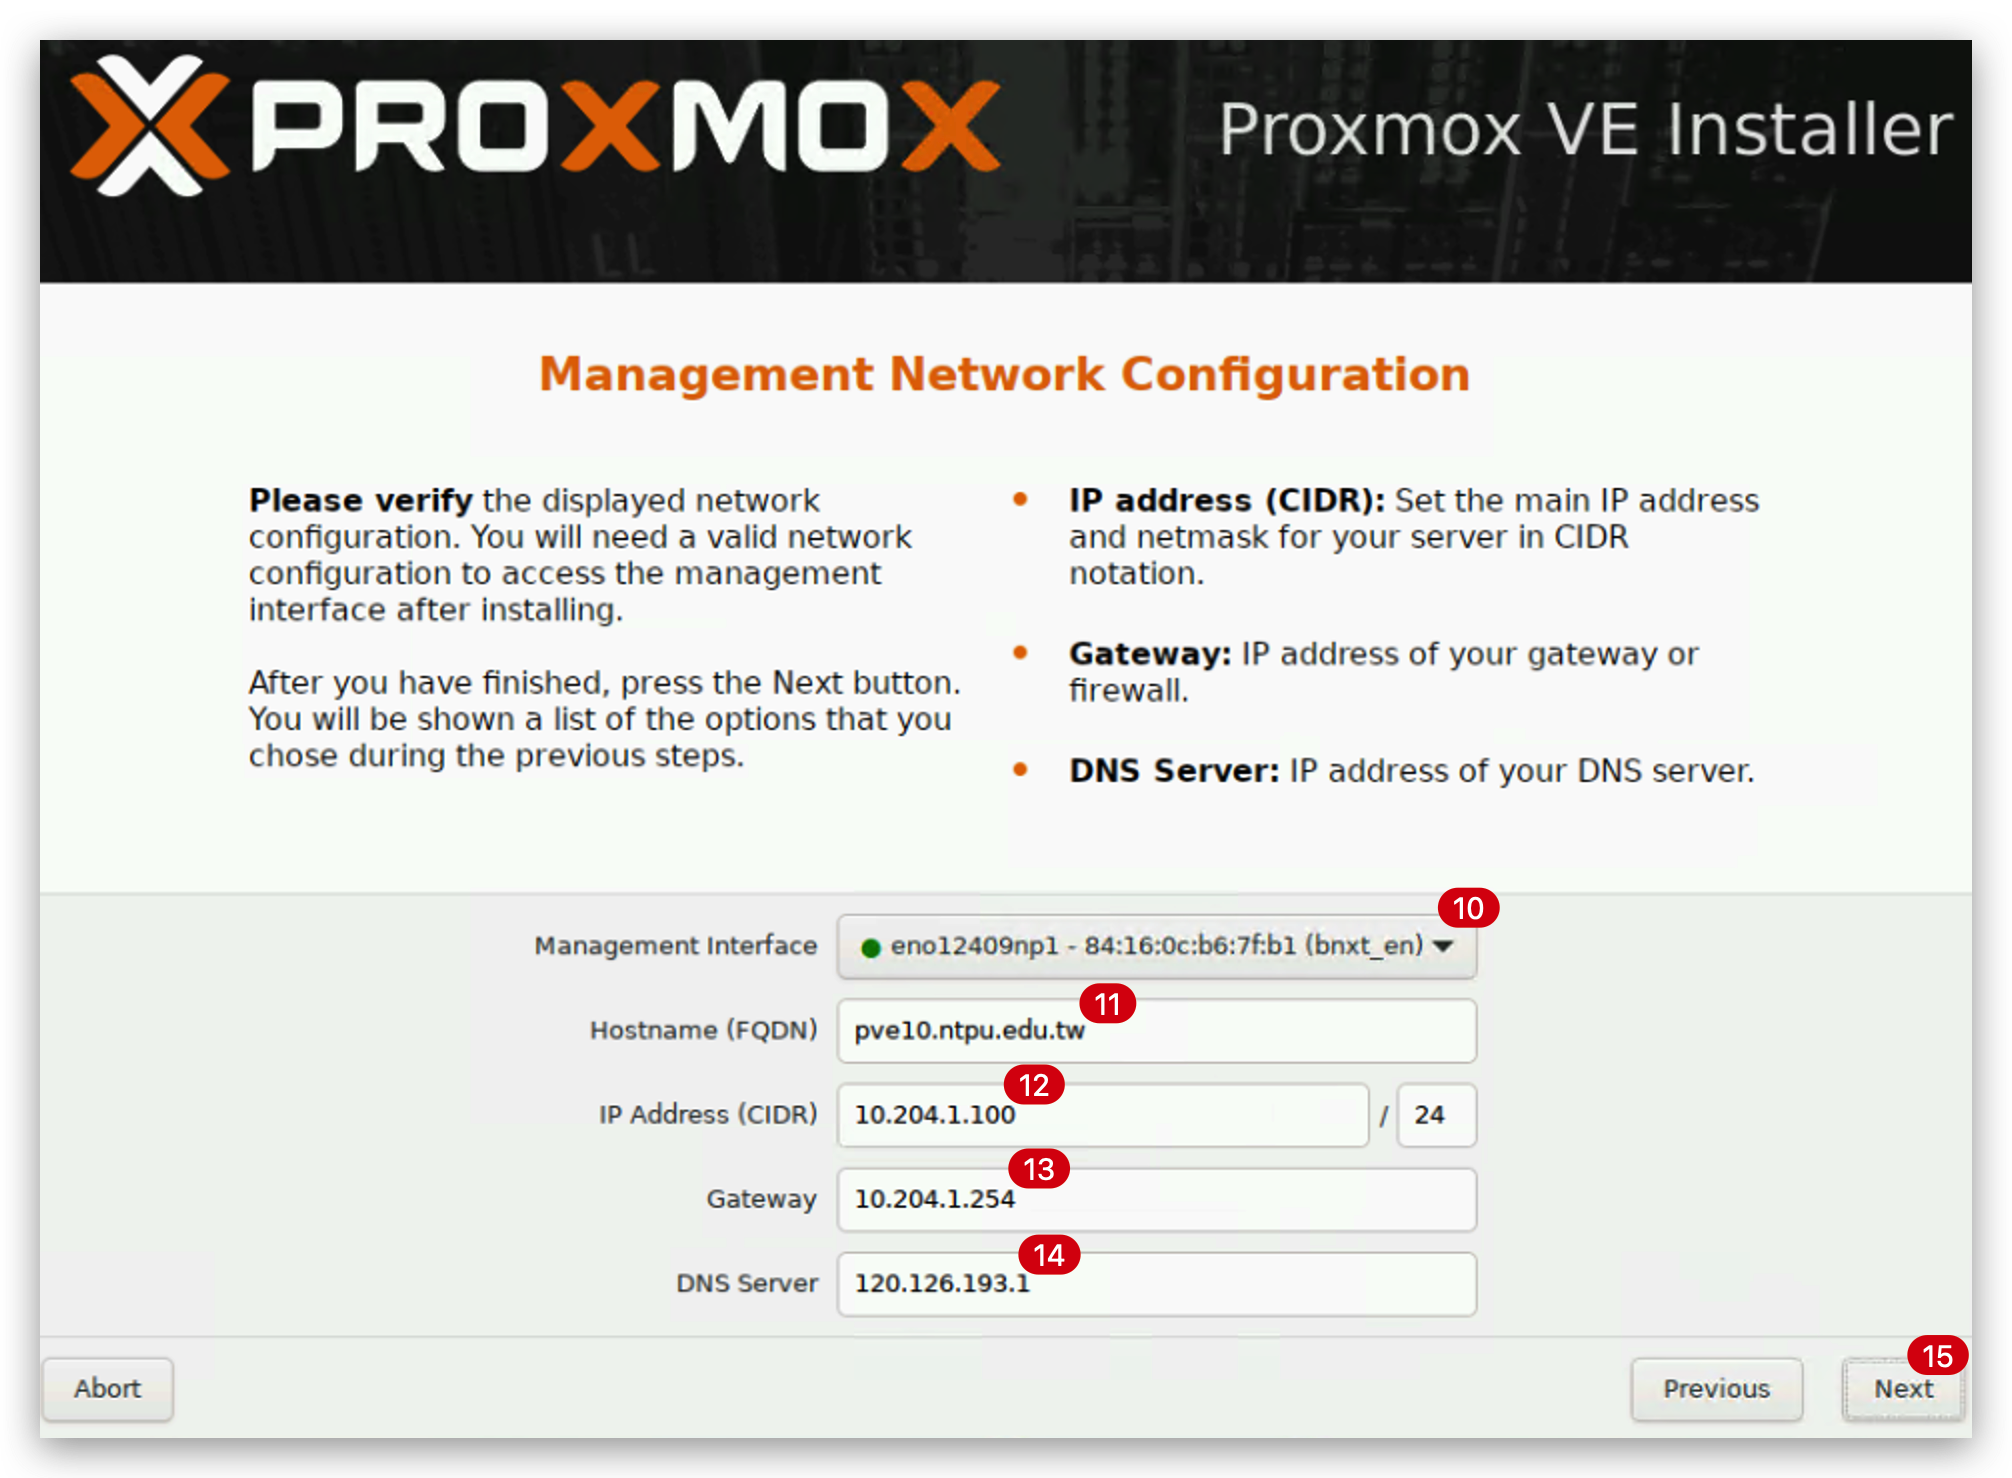 PROXMOX
Proxmox VE Installer
Management Network Configuration
Please verify the displayed network
configuration. You will need a valid network
configuration to access the management
interface after installing.
After you have finished, press the Next button.
You will be shown a list of the options that you
chose during the previous steps.
IP address (CIDR): Set the main IP address
and netmask for your server in CIDR
notation.
Gateway: IP address of your gateway or
firewall.
DNS Server: IP address of your DNS server.
10
Management Interface eno12409np1 - 84:16:0c:b6:7f:b1 (bnxt_en)
11
Hostname (FQDN) pve10.ntpu.edu.tw
12
IP Address (CIDR) 10.204.1.100 / 24
13
Gateway 10.204.1.254
14
DNS Server 120.126.193.1
15
Abort Previous Next